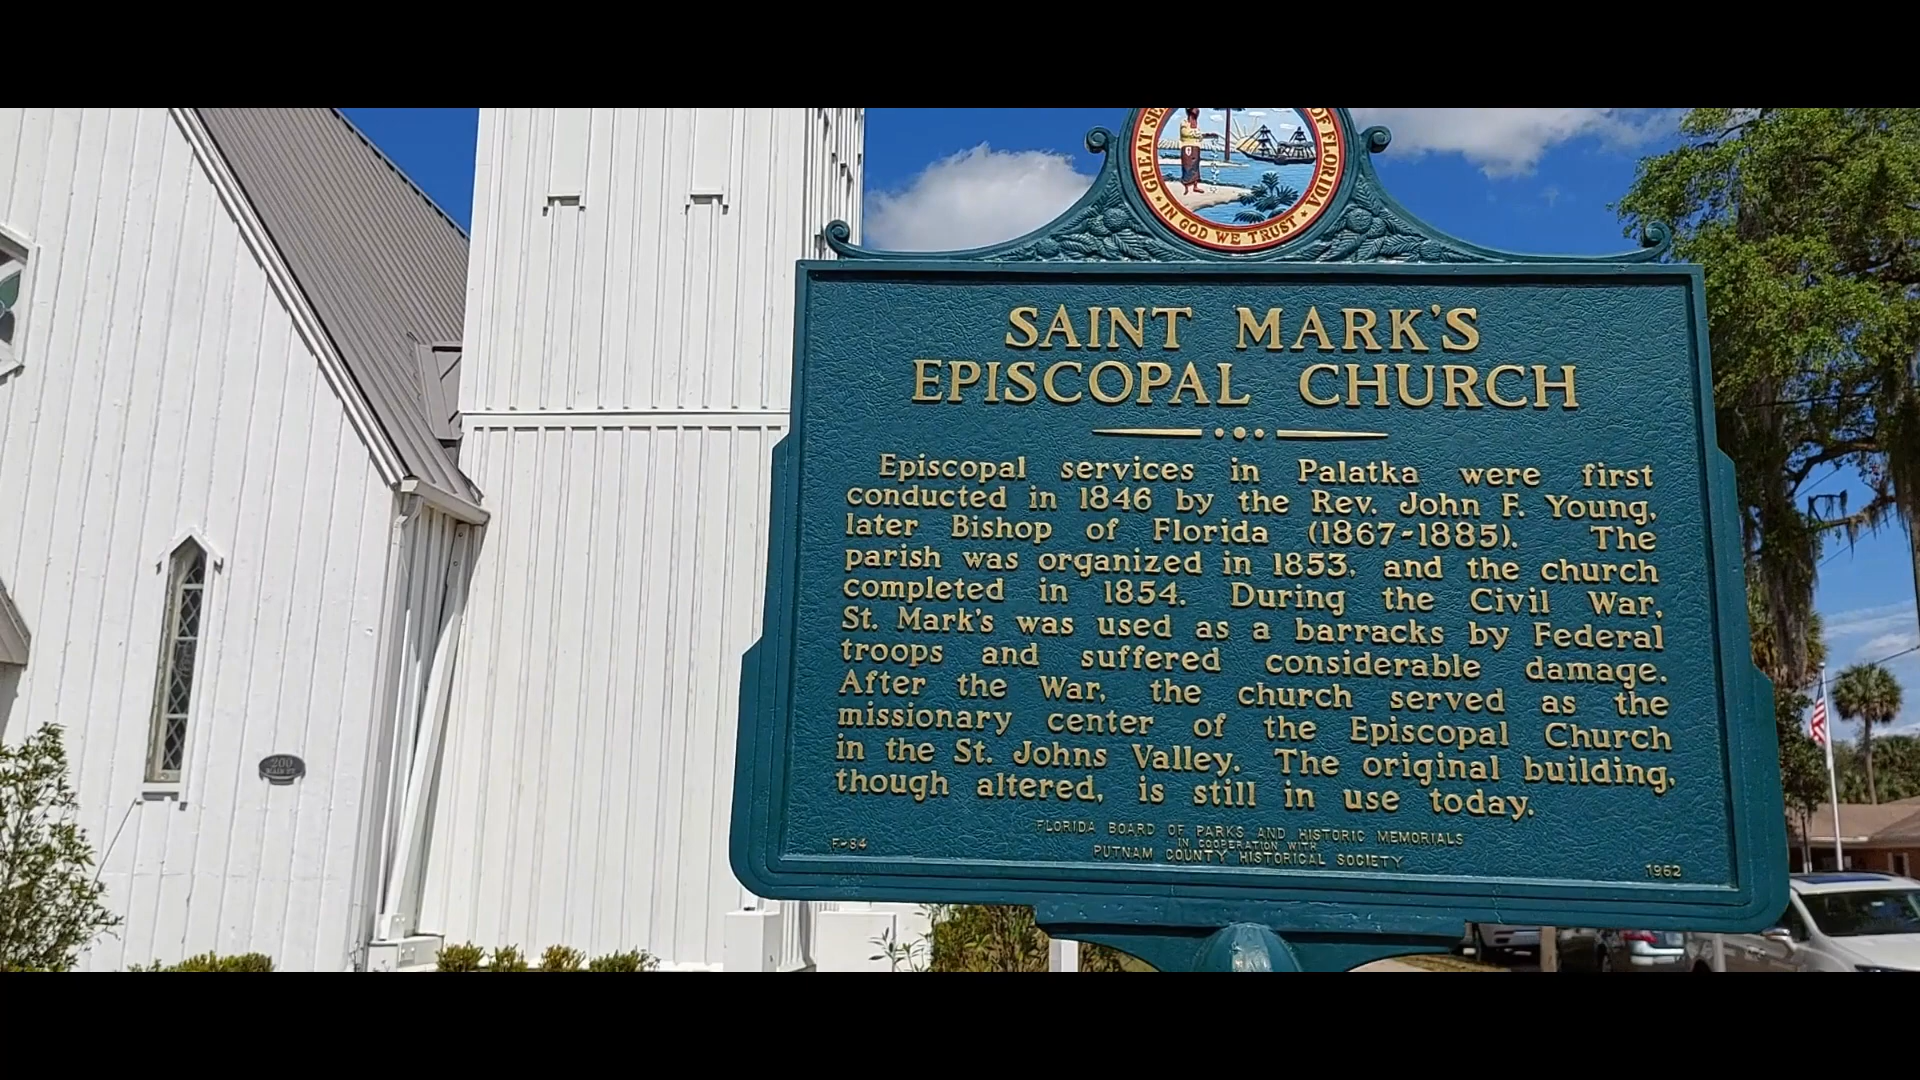 GREAT SE
OF FLORIDA
IN GOD WE TRUST
SAINT MARK'S
EPISCOPAL CHURCH
Episcopal services in Palatka were first
conducted in 1846 by the Rev. John F. Young,
later Bishop of Florida (1867-1885). The
parish was organized in 1853, and the church
completed in 1854. During the Civil War,
St. Mark's was used as a barracks by Federal
troops and suffered considerable damage.
After the War, the church served as the
missionary center of the Episcopal Church
in the St. Johns Valley. The original building,
though altered, is still in use today.
FLORIDA BOARD OF PARKS AND HISTORIC MEMORIALS
IN COOPERATION WITH
PUTNAM COUNTY HISTORICAL SOCIETY
F-84
1962
200
MAIN ST.